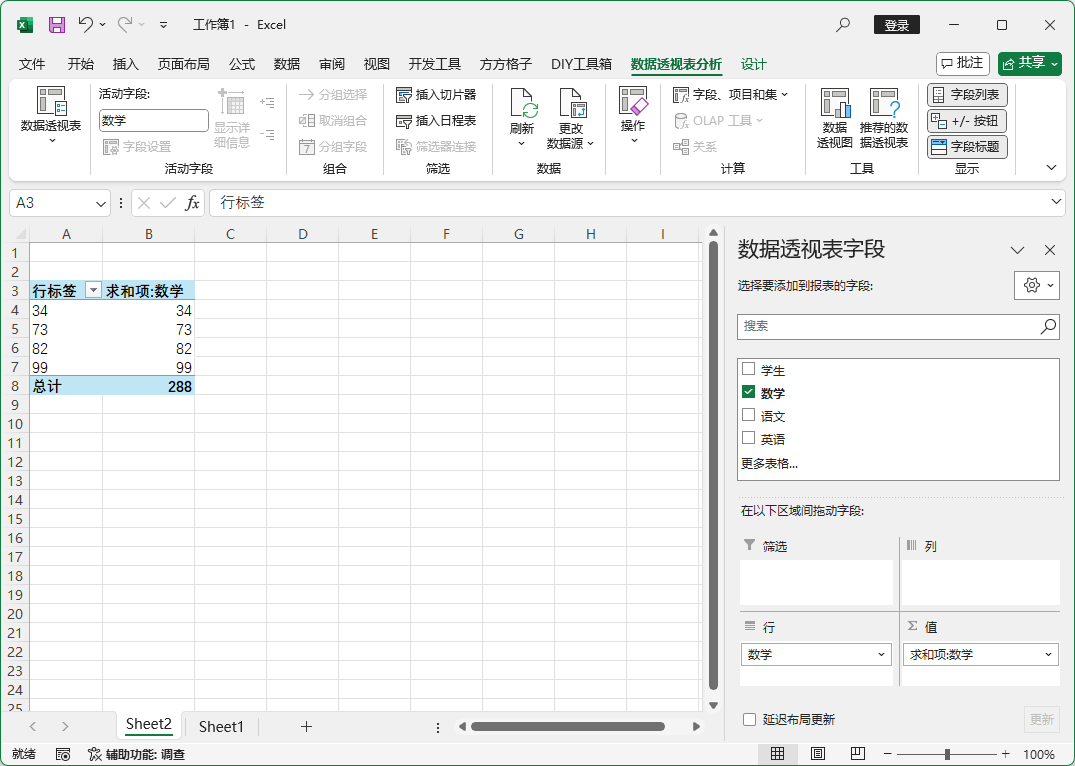 工作簿1 - Excel
登录
文件 开始 插入 页面布局 公式 数据 审阅 视图 开发工具 方方格子 DIY工具箱 数据透视表分析 设计
批注 共享
数据透视表
活动字段:
数学
字段设置
显示详细信息
活动字段
分组选择
取消组合
分组字段
组合
插入切片器
插入日程表
筛选器连接
筛选
刷新
更改
数据源
数据
操作
字段、项目和集
OLAP 工具
关系
计算
数据
透视图
推荐的数
据透视表
工具
字段列表
+/- 按钮
字段标题
显示
A3 fx 行标签
A B C D E F G H I
1
2
3 行标签 求和项:数学
4 34 34
5 73 73
6 82 82
7 99 99
8 总计 288
9
10
11
12
13
14
15
16
17
18
19
20
21
22
23
24
25
数据透视表字段
选择要添加到报表的字段:
搜索
学生
数学
语文
英语
更多表格...
在以下区域间拖动字段:
筛选 列
行 Σ 值
数学 求和项:数学
延迟布局更新 更新
Sheet2 Sheet1
就绪 辅助功能: 调查 100%